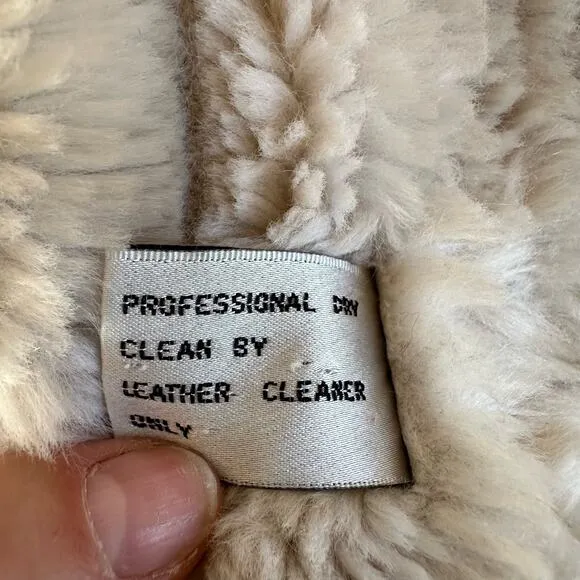 PROFESSIONAL DRY
CLEAN BY
LEATHER CLEANER
ONLY